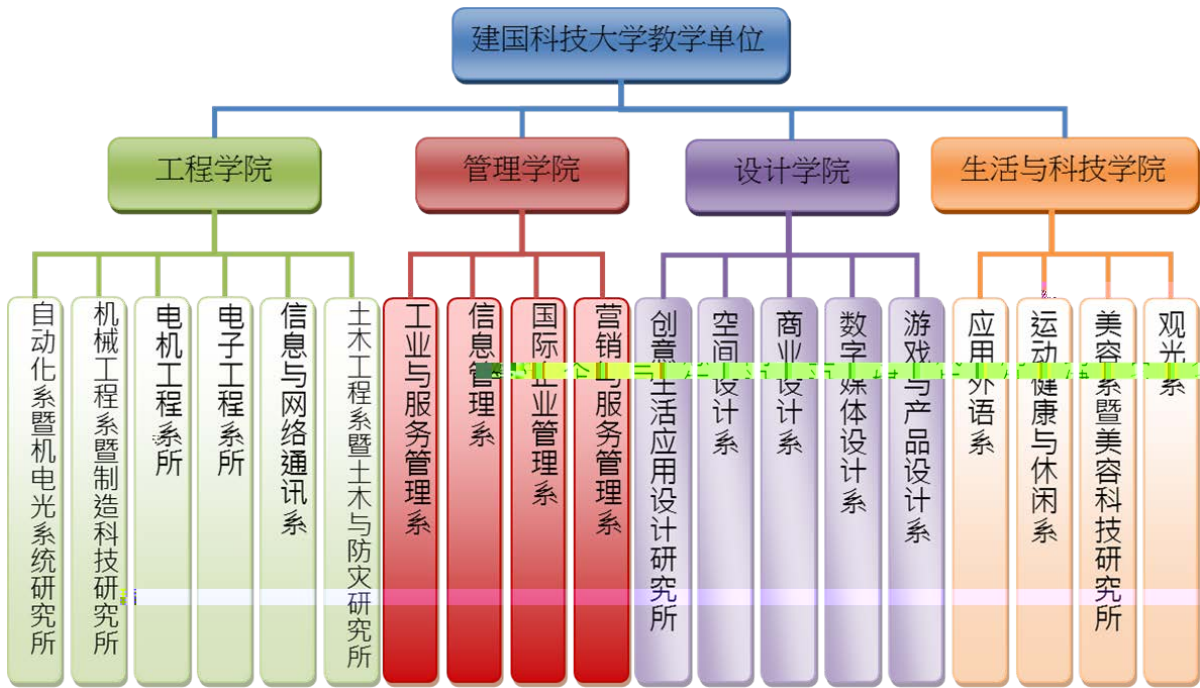 建国科技大学教学单位
工程学院
管理学院
设计学院
生活与科技学院
自动化系暨机电光系统研究所
机械工程系暨制造科技研究所
电机工程系所
电子工程系所
信息与网络通讯系
土木工程系暨土木与防灾研究所
工业与服务管理系
信息管理系
国际企业管理系
营销与服务管理系
创意生活应用设计研究所
空间设计系
商业设计系
数字媒体设计系
游戏与产品设计系
应用外语系
运动健康与休闲系
美容系暨美容科技研究所
观光系